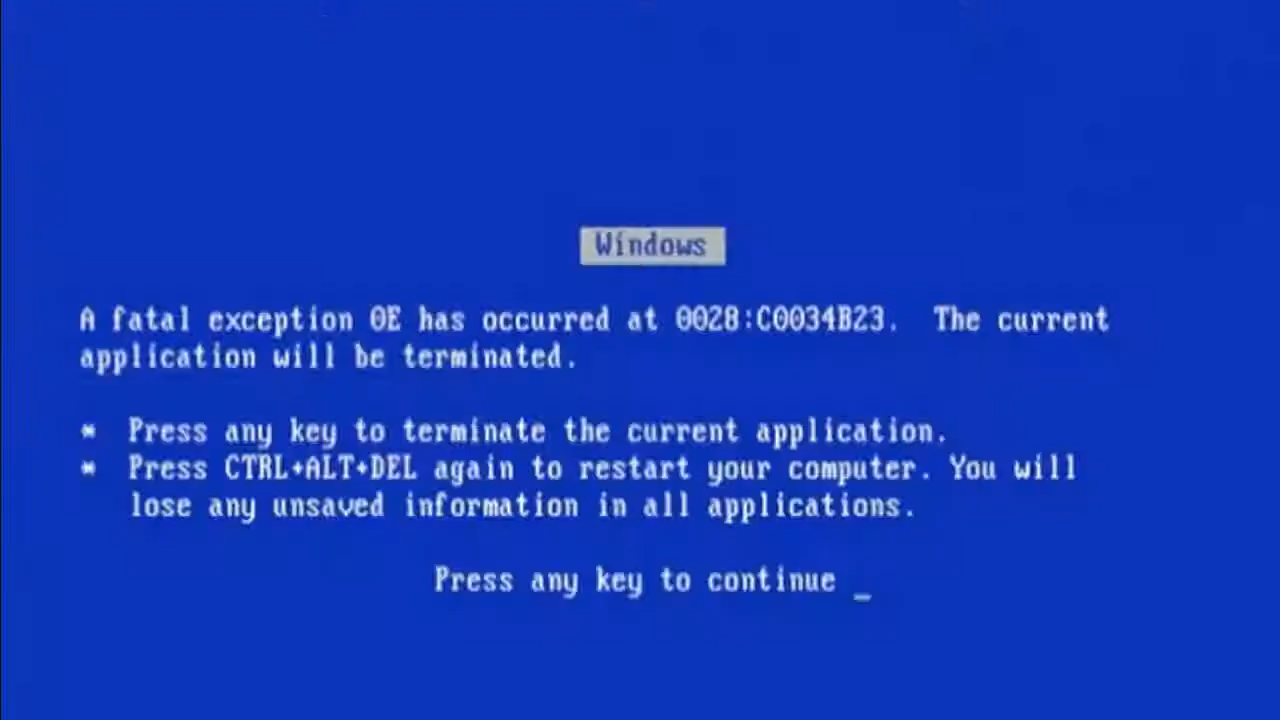 Windows
A fatal exception 0E has occurred at 0028:C0034B23. The current
application will be terminated.
* Press any key to terminate the current application.
* Press CTRL+ALT+DEL again to restart your computer. You will
lose any unsaved information in all applications.
Press any key to continue _